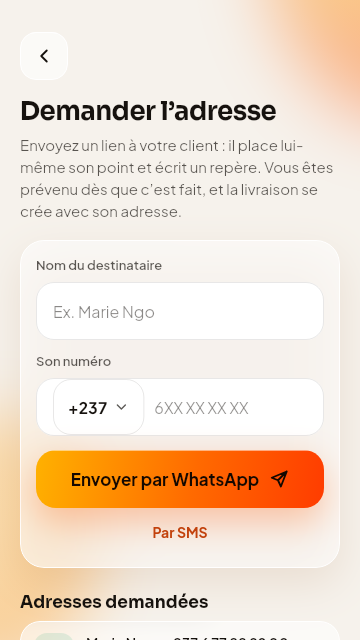 Demander l’adresse
Envoyez un lien à votre client : il place lui-
même son point et écrit un repère. Vous êtes
prévenu dès que c’est fait, et la livraison se
crée avec son adresse.
Nom du destinataire
Ex. Marie Ngo
Son numéro
+237 6XX XX XX XX
Envoyer par WhatsApp
Par SMS
Adresses demandées